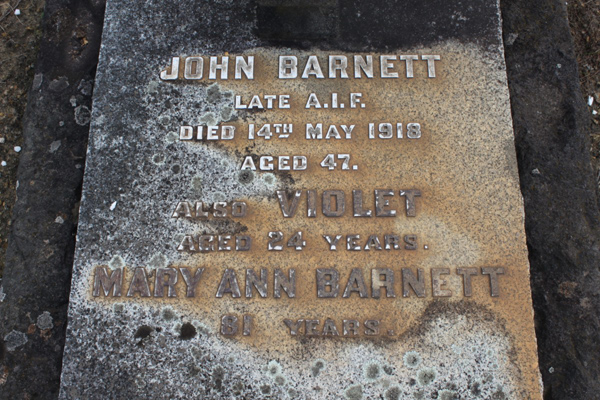 JOHN BARNETT
LATE A.I.F.
DIED 14TH MAY 1918
AGED 47.
ALSO VIOLET
AGED 24 YEARS.
MARY ANN BARNETT
81 YEARS.